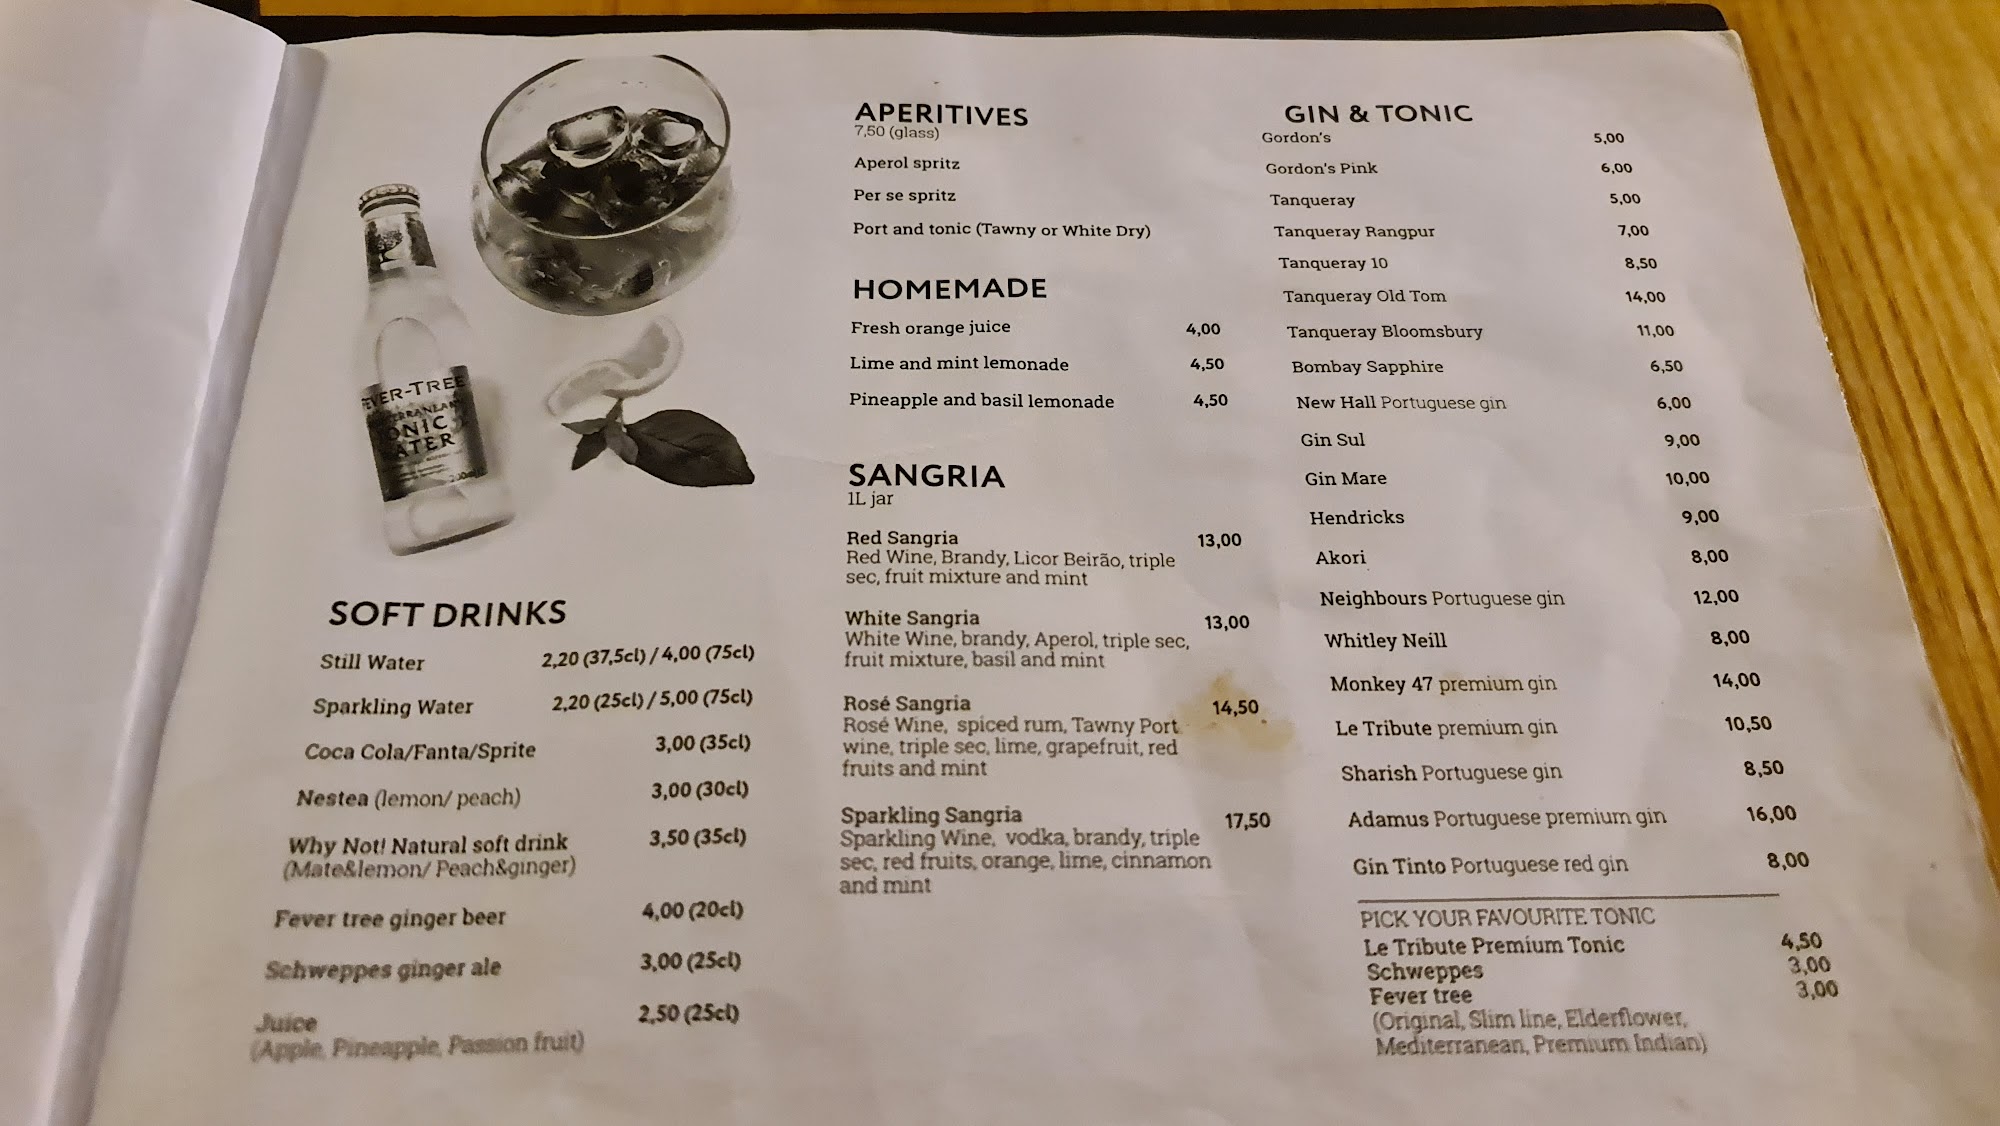 FEVER-TREE
TONIC
WATER
SOFT DRINKS
Still Water 2,20 (37,5cl) / 4,00 (75cl)
Sparkling Water 2,20 (25cl) / 5,00 (75cl)
Coca Cola/Fanta/Sprite 3,00 (35cl)
Nestea (lemon/ peach) 3,00 (30cl)
Why Not! Natural soft drink 3,50 (35cl)
(Mate&lemon/ Peach&ginger)
Fever tree ginger beer 4,00 (20cl)
Schweppes ginger ale 3,00 (25cl)
Juice 2,50 (25cl)
(Apple, Pineapple, Passion fruit)
APERITIVES
7,50 (glass)
Aperol spritz
Per se spritz
Port and tonic (Tawny or White Dry)
HOMEMADE
Fresh orange juice 4,00
Lime and mint lemonade 4,50
Pineapple and basil lemonade 4,50
SANGRIA
1L jar
Red Sangria 13,00
Red Wine, Brandy, Licor Beirão, triple
sec, fruit mixture and mint
White Sangria 13,00
White Wine, brandy, Aperol, triple sec,
fruit mixture, basil and mint
Rosé Sangria 14,50
Rosé Wine, spiced rum, Tawny Port
wine, triple sec, lime, grapefruit, red
fruits and mint
Sparkling Sangria 17,50
Sparkling Wine, vodka, brandy, triple
sec, red fruits, orange, lime, cinnamon
and mint
GIN & TONIC
Gordon's 5,00
Gordon's Pink 6,00
Tanqueray 5,00
Tanqueray Rangpur 7,00
Tanqueray 10 8,50
Tanqueray Old Tom 14,00
Tanqueray Bloomsbury 11,00
Bombay Sapphire 6,50
New Hall Portuguese gin 6,00
Gin Sul 9,00
Gin Mare 10,00
Hendricks 9,00
Akori 8,00
Neighbours Portuguese gin 12,00
Whitley Neill 8,00
Monkey 47 premium gin 14,00
Le Tribute premium gin 10,50
Sharish Portuguese gin 8,50
Adamus Portuguese premium gin 16,00
Gin Tinto Portuguese red gin 8,00
PICK YOUR FAVOURITE TONIC
Le Tribute Premium Tonic 4,50
Schweppes 3,00
Fever tree 3,00
(Original, Slim line, Elderflower,
Mediterranean, Premium Indian)